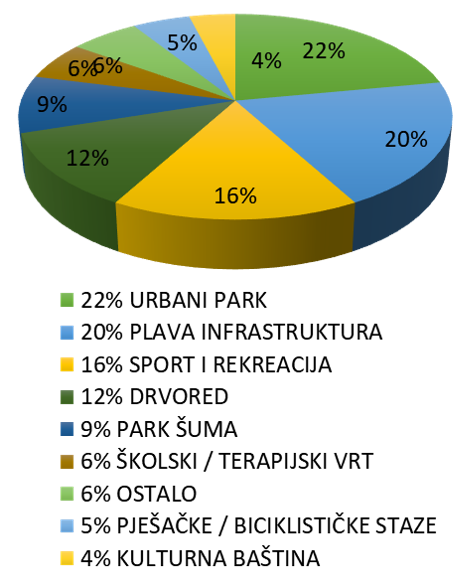 5%
4%
22%
6%
6%
9%
20%
12%
16%
22% URBANI PARK
20% PLAVA INFRASTRUKTURA
16% SPORT I REKREACIJA
12% DRVORED
9% PARK ŠUMA
6% ŠKOLSKI / TERAPIJSKI VRT
6% OSTALO
5% PJEŠAČKE / BICIKLISTIČKE STAZE
4% KULTURNA BAŠTINA